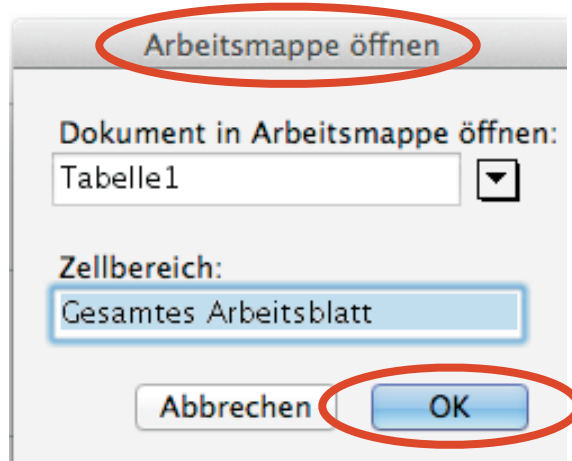 Arbeitsmappe öffnen
Dokument in Arbeitsmappe öffnen:
Tabelle1
Zellbereich:
Gesamtes Arbeitsblatt
Abbrechen OK